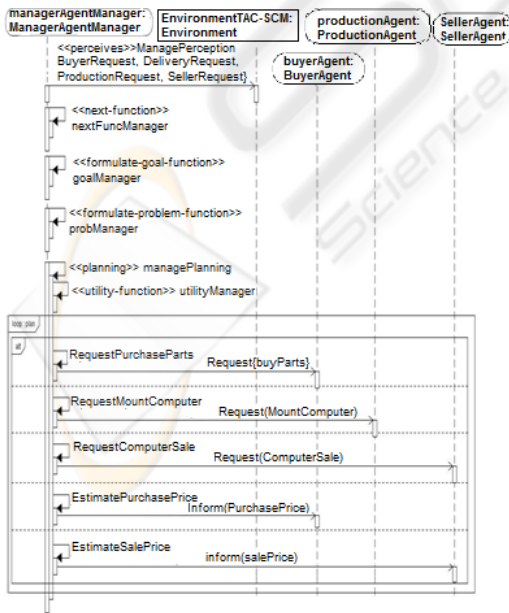 managerAgentManager:
ManagerAgentManager
EnvironmentTAC-SCM:
Environment
productionAgent:
ProductionAgent
SellerAgent:
SellerAgent
buyerAgent:
BuyerAgent
<<perceives>>ManagePerception
BuyerRequest, DeliveryRequest,
ProductionRequest, SellerRequest}
<<next-function>>
nextFuncManager
<<formulate-goal-function>>
goalManager
<<formulate-problem-function>>
probManager
<<planning>> managePlanning
<<utility-function>> utilityManager
loop plan
alt
RequestPurchaseParts
Request{buyParts}
RequestMountComputer
Request(MountComputer)
RequestComputerSale
Request(ComputerSale)
EstimatePurchasePrice
Inform(PurchasePrice)
EstimateSalePrice
inform(salePrice)
Science